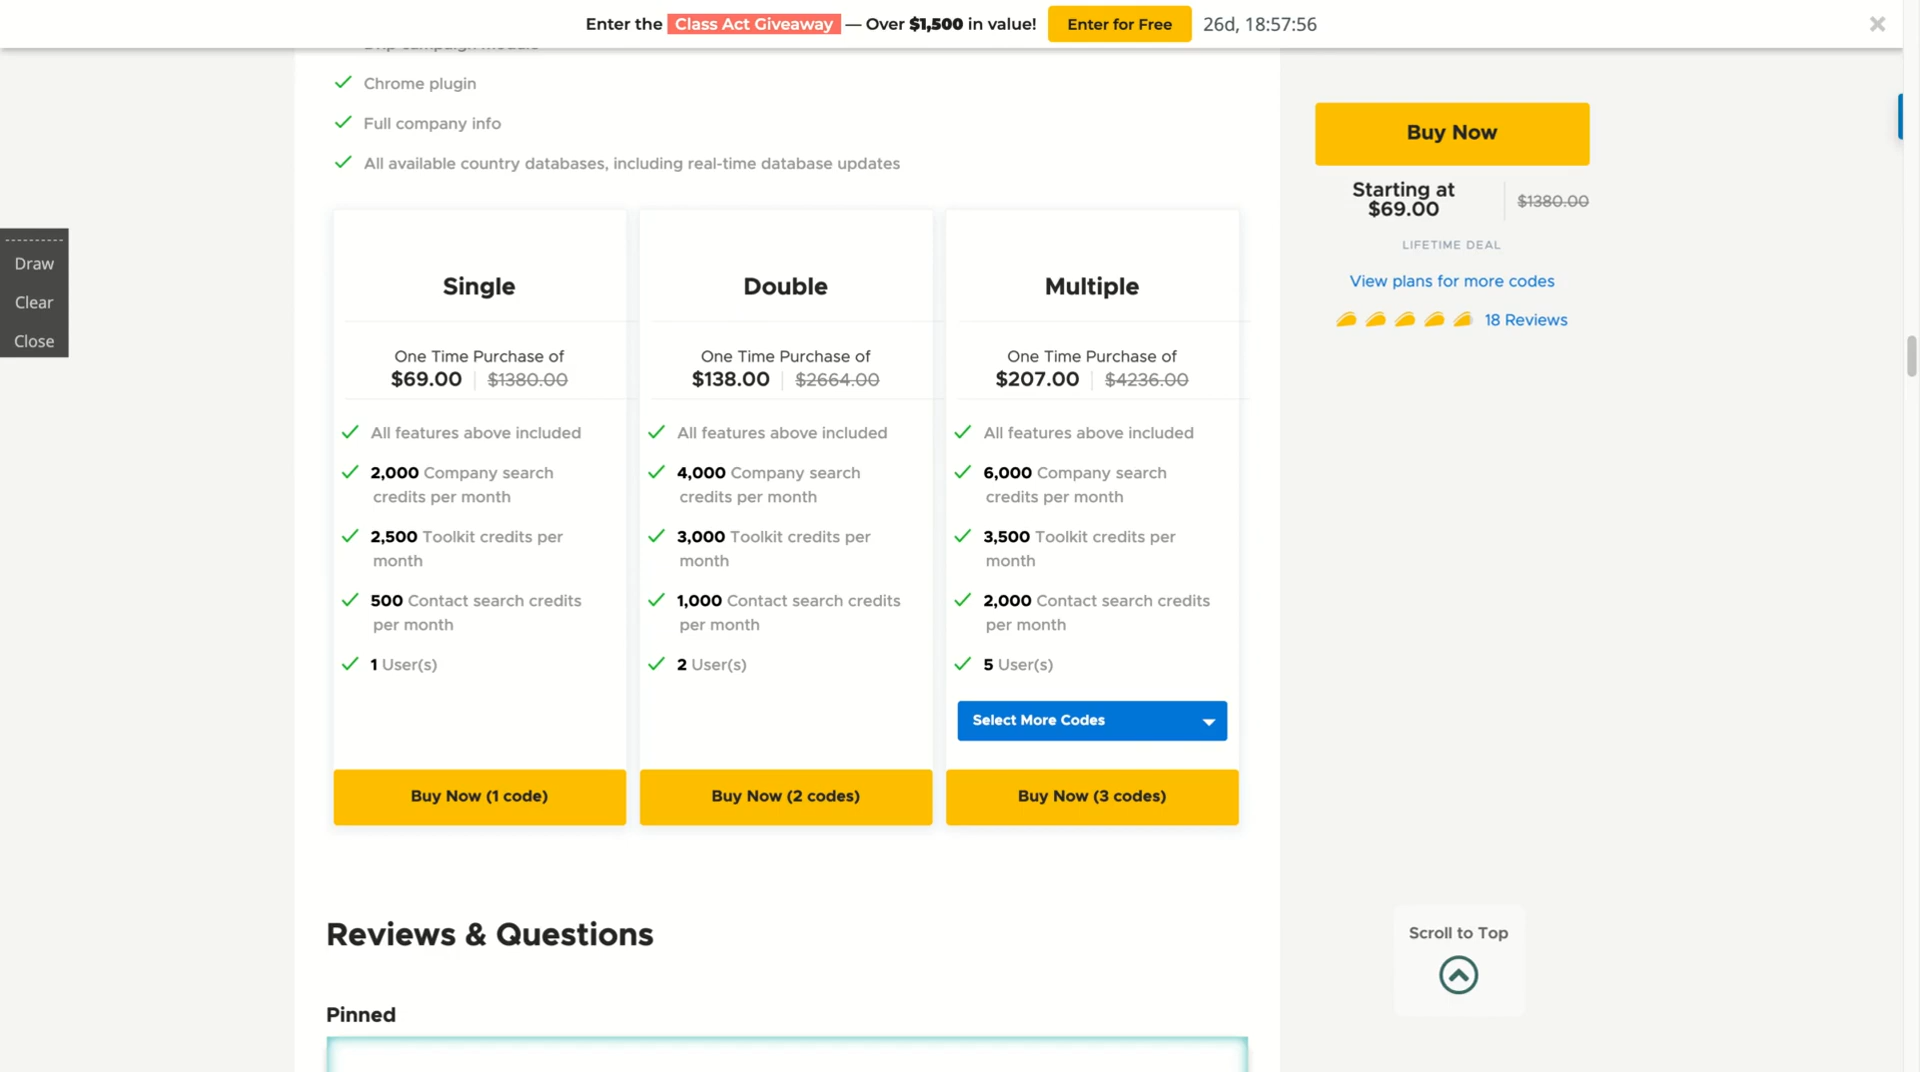 Enter the Class Act Giveaway — Over $1,500 in value! Enter for Free 26d, 18:57:56
Drip campaign module
Chrome plugin
Full company info
All available country databases, including real-time database updates
Buy Now
Starting at
$69.00
$1380.00
LIFETIME DEAL
View plans for more codes
18 Reviews
Draw
Clear
Close
Single
One Time Purchase of
$69.00 $1380.00
All features above included
2,000 Company search
credits per month
2,500 Toolkit credits per
month
500 Contact search credits
per month
1 User(s)
Buy Now (1 code)
Double
One Time Purchase of
$138.00 $2664.00
All features above included
4,000 Company search
credits per month
3,000 Toolkit credits per
month
1,000 Contact search credits
per month
2 User(s)
Buy Now (2 codes)
Multiple
One Time Purchase of
$207.00 $4236.00
All features above included
6,000 Company search
credits per month
3,500 Toolkit credits per
month
2,000 Contact search credits
per month
5 User(s)
Select More Codes
Buy Now (3 codes)
Reviews & Questions
Pinned
Scroll to Top